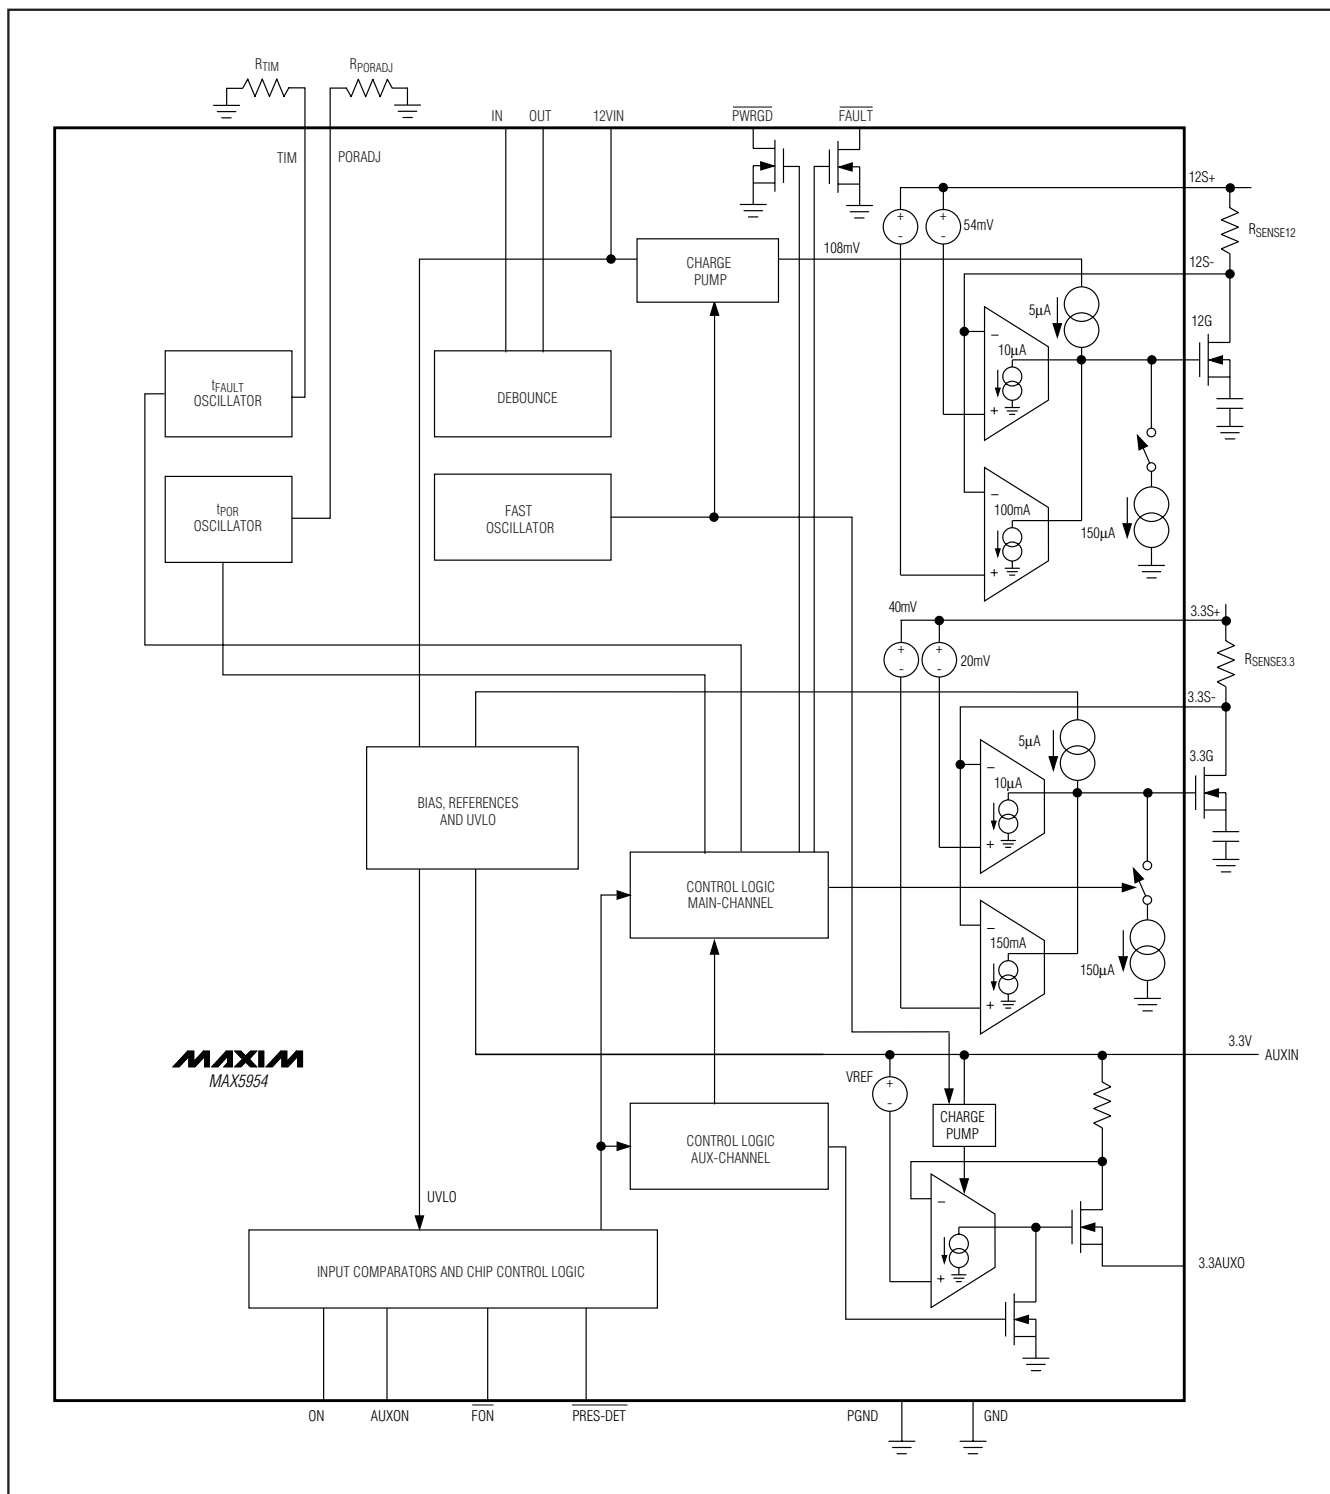 RTIM
RPORADJ
IN
OUT
12VIN
PWRGD
FAULT
TIM
PORADJ
12S+
+
-
+
-
54mV
RSENSE12
108mV
12S-
CHARGE
PUMP
5µA
12G
−
10µA
+
tFAULT
OSCILLATOR
DEBOUNCE
tPOR
OSCILLATOR
FAST
OSCILLATOR
−
100mA
+
150µA
40mV
3.3S+
+
-
+
-
20mV
RSENSE3.3
3.3S-
5µA
3.3G
−
10µA
+
BIAS, REFERENCES
AND UVLO
CONTROL LOGIC
MAIN-CHANNEL
−
150mA
+
150µA
3.3V
AUXIN
MAXIM
MAX5954
VREF
+
-
CHARGE
PUMP
CONTROL LOGIC
AUX-CHANNEL
UVLO
−
+
3.3AUXO
INPUT COMPARATORS AND CHIP CONTROL LOGIC
ON
AUXON
FON
PRES-DET
PGND
GND